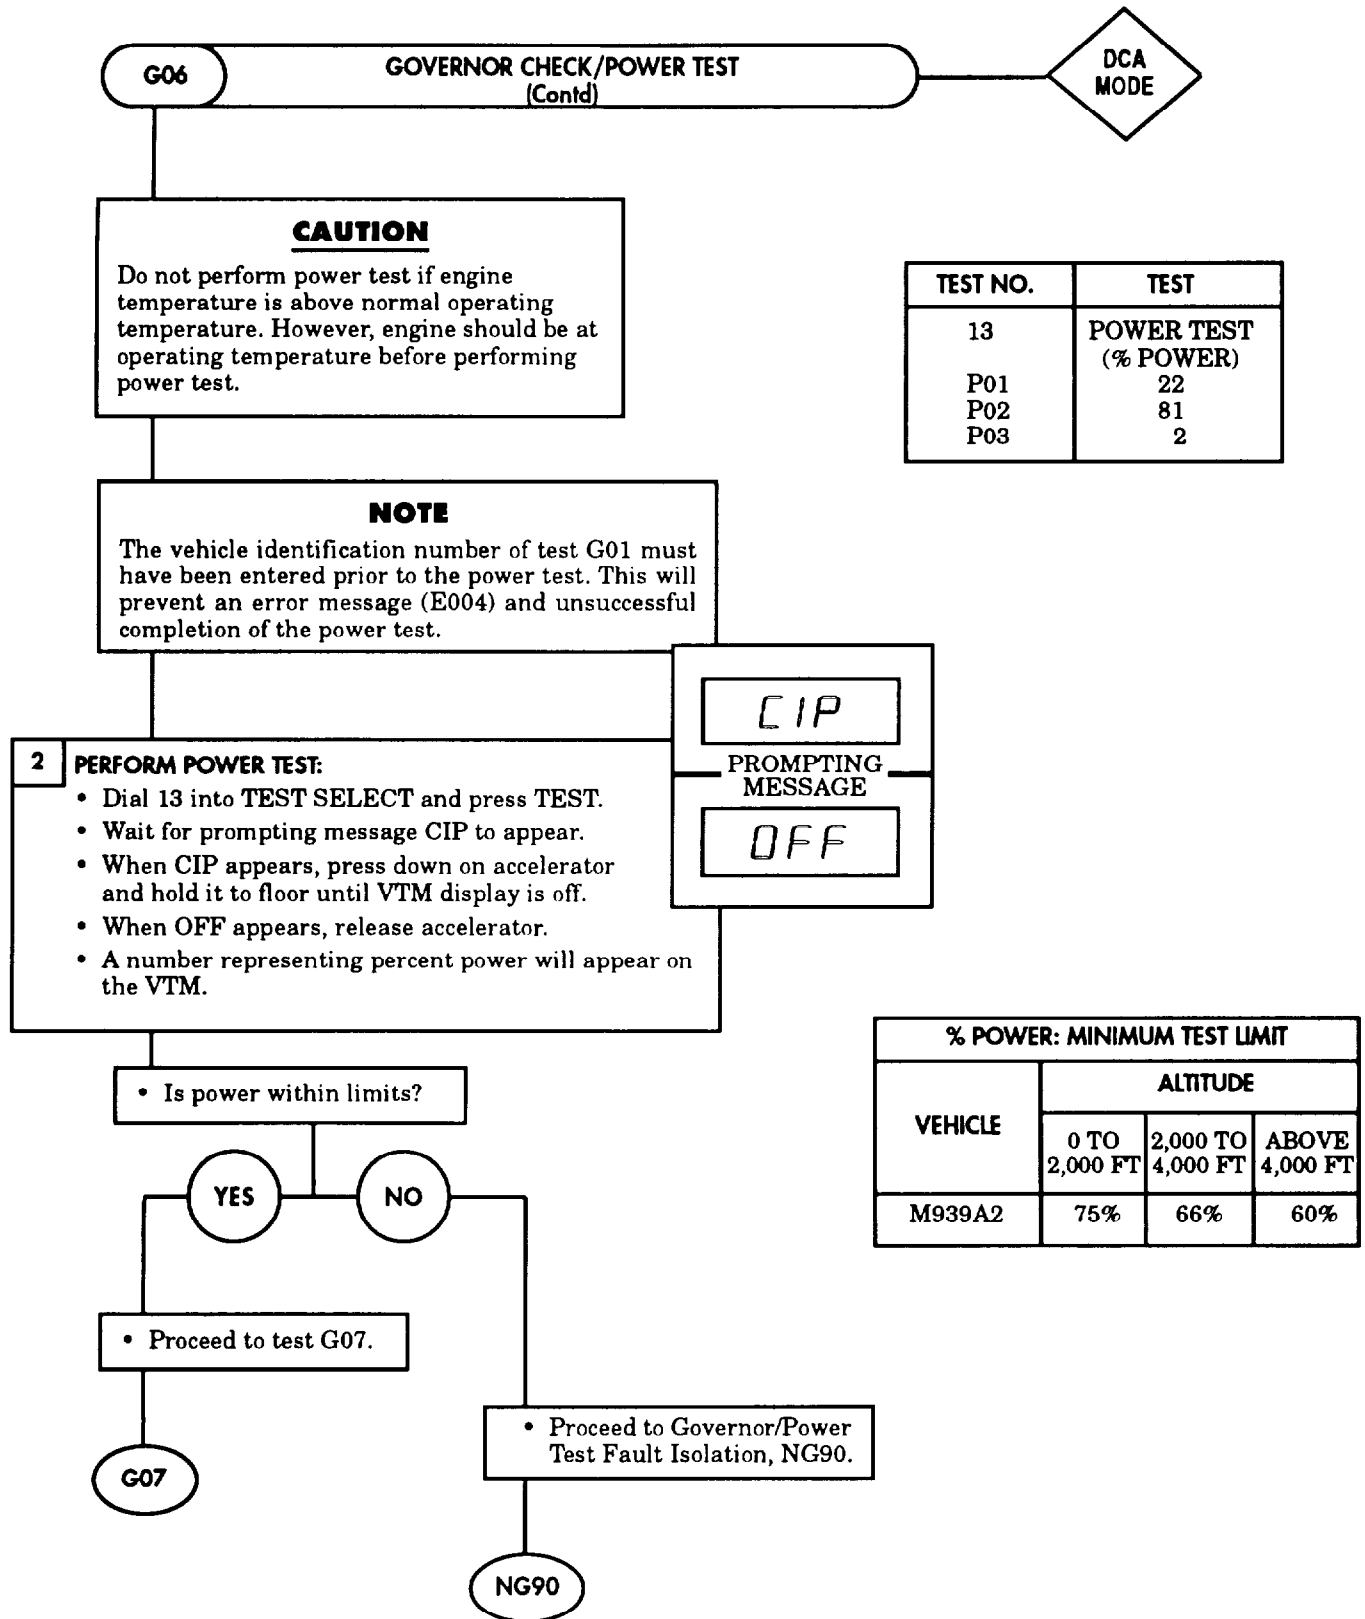 G06
GOVERNOR CHECK/POWER TEST
(Contd)
DCA
MODE
CAUTION
Do not perform power test if engine
temperature is above normal operating
temperature. However, engine should be at
operating temperature before performing
power test.
TEST NO. TEST
13 POWER TEST
(% POWER)
P01 22
P02 81
P03 2
NOTE
The vehicle identification number of test G01 must
have been entered prior to the power test. This will
prevent an error message (E004) and unsuccessful
completion of the power test.
CIP
PROMPTING
MESSAGE
OFF
2 PERFORM POWER TEST:
• Dial 13 into TEST SELECT and press TEST.
• Wait for prompting message CIP to appear.
• When CIP appears, press down on accelerator
and hold it to floor until VTM display is off.
• When OFF appears, release accelerator.
• A number representing percent power will appear on
the VTM.
% POWER: MINIMUM TEST LIMIT
VEHICLE
ALTITUDE
0 TO 2,000 TO ABOVE
2,000 FT 4,000 FT 4,000 FT
M939A2 75% 66% 60%
• Is power within limits?
YES NO
• Proceed to test G07.
• Proceed to Governor/Power
Test Fault Isolation, NG90.
G07
NG90